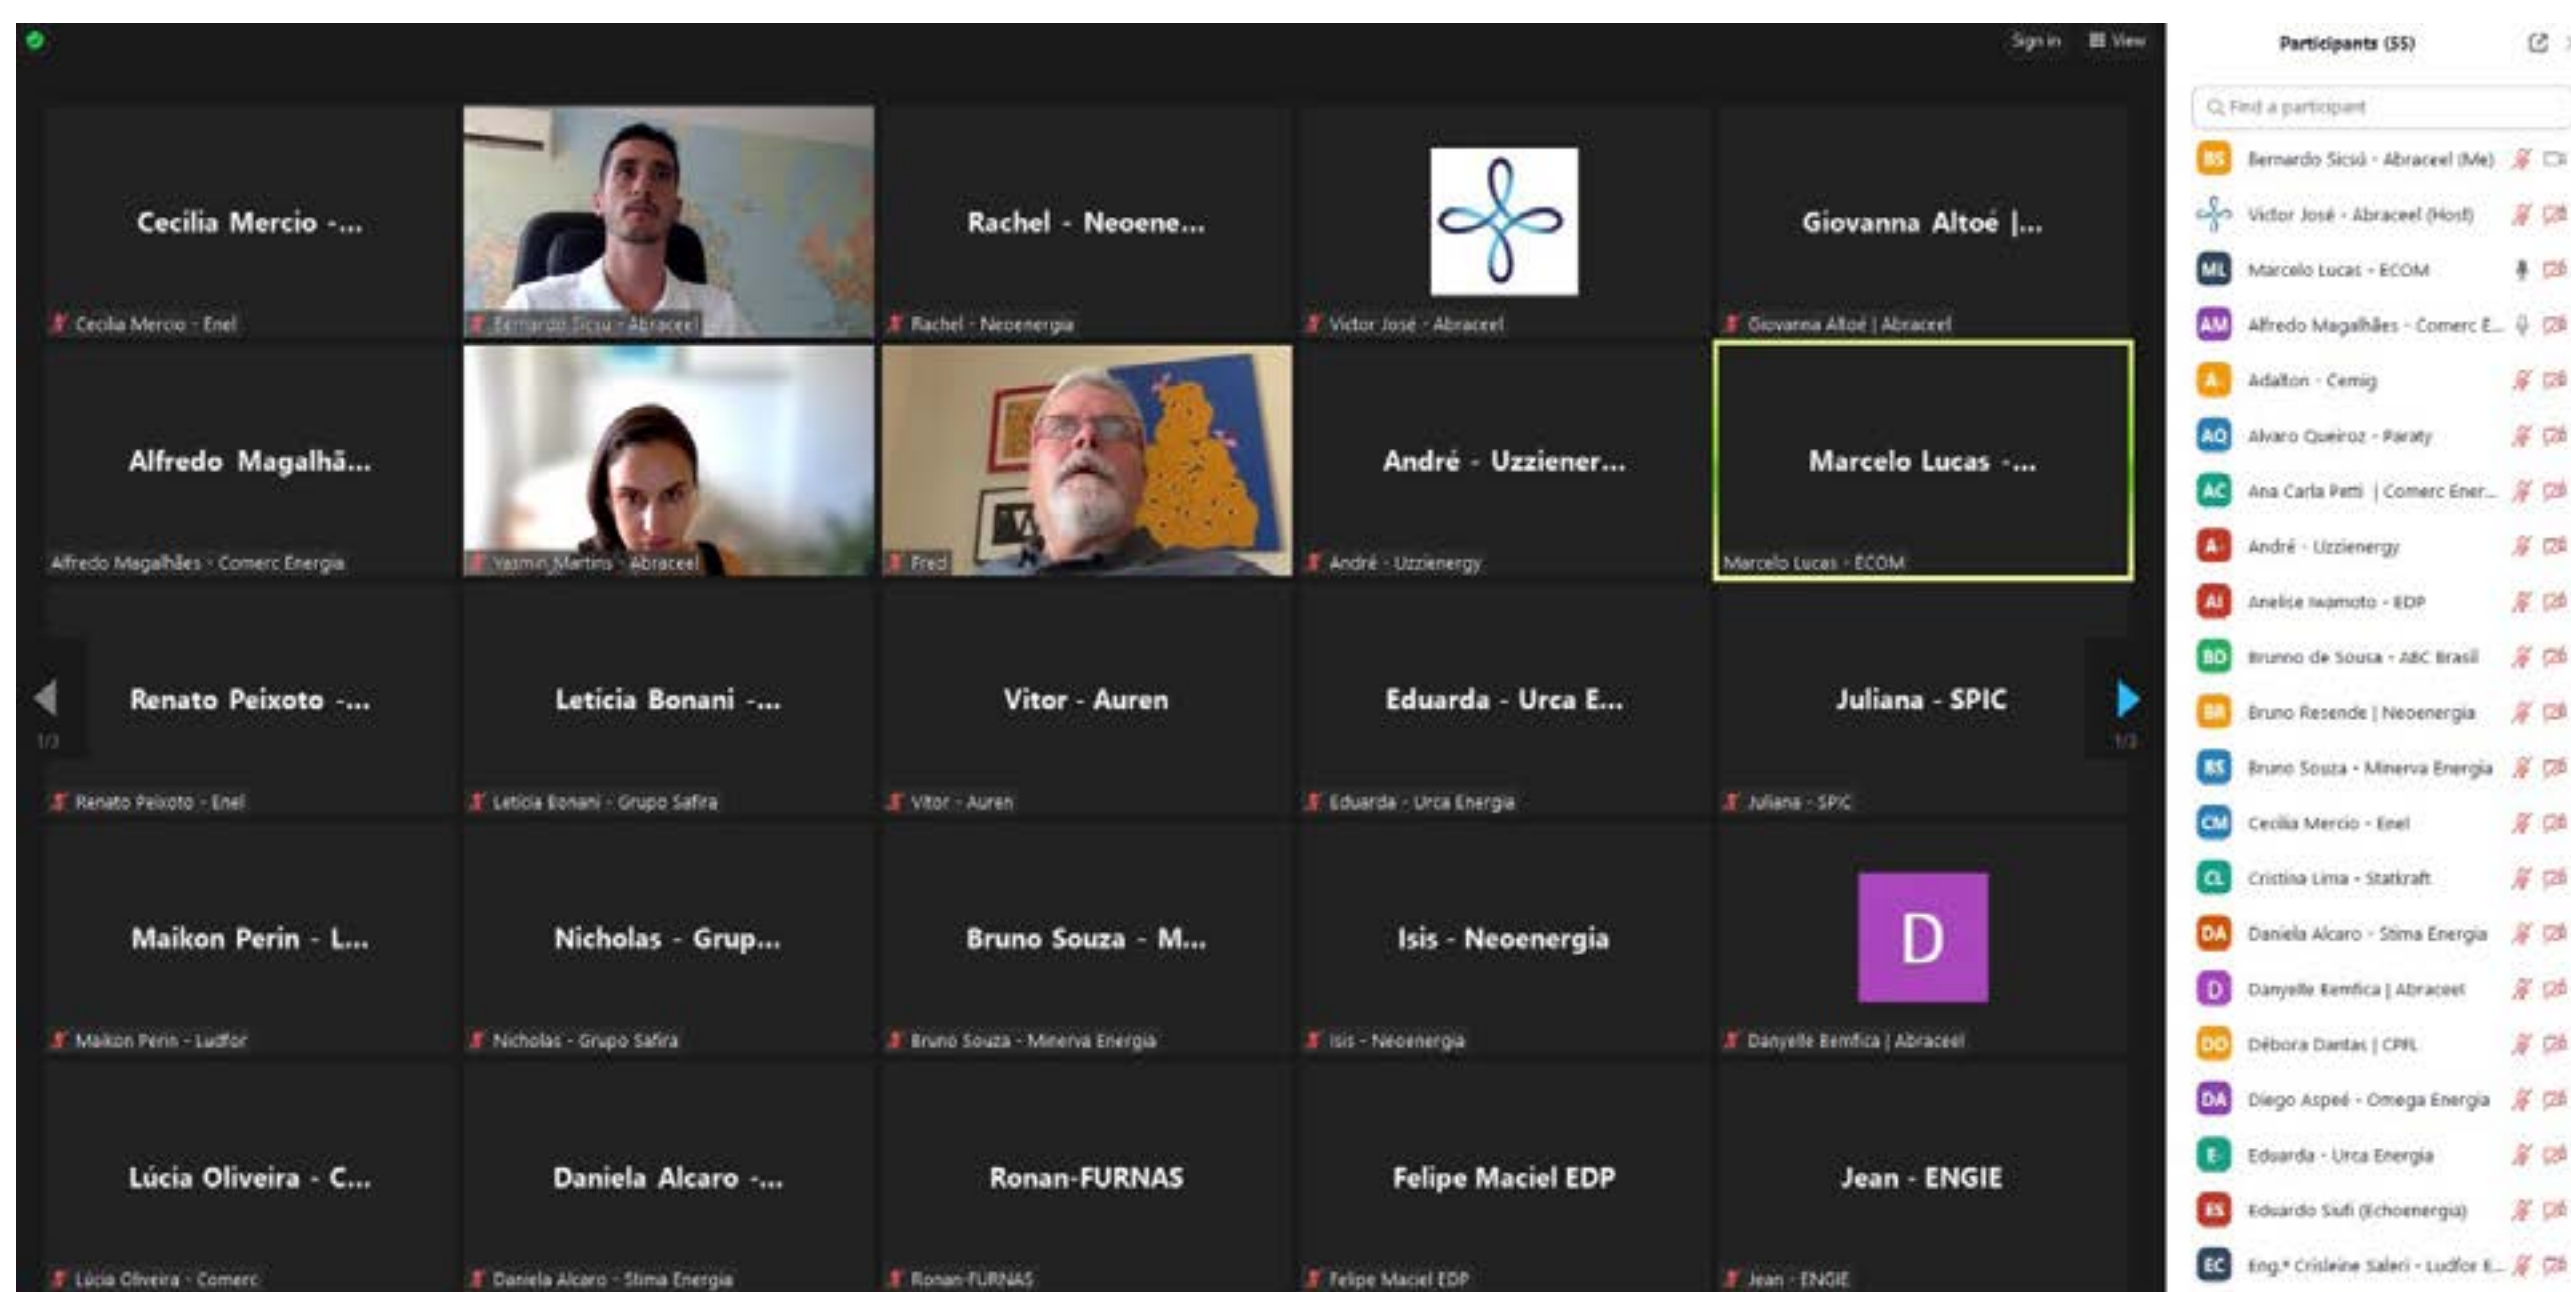 Sign in View
Cecilia Mercio -...
Rachel - Neoene...
Giovanna Altoé |...
Cecilia Mercio - Enel
Bernardo Sicsú - Abraceel
Rachel - Neoenergia
Victor José - Abraceel
Giovanna Altoé | Abraceel
Alfredo Magalhã...
André - Uzziener...
Marcelo Lucas -...
Alfredo Magalhães - Comerc Energia
Yasmin Martins - Abraceel
Fred
André - Uzzienergy
Marcelo Lucas - ECOM
Renato Peixoto -...
Letícia Bonani -...
Vitor - Auren
Eduarda - Urca E...
Juliana - SPIC
1/3
1/3
Renato Peixoto - Enel
Letícia Bonani - Grupo Safira
Vitor - Auren
Eduarda - Urca Energia
Juliana - SPIC
Maikon Perin - L...
Nicholas - Grup...
Bruno Souza - M...
Isis - Neoenergia
D
Maikon Perin - Ludfor
Nicholas - Grupo Safira
Bruno Souza - Minerva Energia
Isis - Neoenergia
Danyelle Bemfica | Abraceel
Lúcia Oliveira - C...
Daniela Alcaro -...
Ronan-FURNAS
Felipe Maciel EDP
Jean - ENGIE
Lúcia Oliveira - Comerc
Daniela Alcaro - Stima Energia
Ronan-FURNAS
Felipe Maciel EDP
Jean - ENGIE
Participants (55)
Find a participant
BS Bernardo Sicsú - Abraceel (Me)
Victor José - Abraceel (Host)
ML Marcelo Lucas - ECOM
AM Alfredo Magalhães - Comerc E...
A- Adailton - Cemig
AQ Alvaro Queiroz - Paraty
AC Ana Carla Petti | Comerc Ener...
A- André - Uzzienergy
AI Anelise Iwamoto - EDP
BD Brunno de Sousa - ABC Brasil
BR Bruno Resende | Neoenergia
BS Bruno Souza - Minerva Energia
CM Cecilia Mercio - Enel
CL Cristina Lima - Statkraft
DA Daniela Alcaro - Stima Energia
D Danyelle Bemfica | Abraceel
DD Débora Dantas | CPFL
DA Diego Aspeé - Omega Energia
E- Eduarda - Urca Energia
ES Eduardo Siufi (Echoenergia)
EC Eng.ª Crisleine Saleri - Ludfor E...